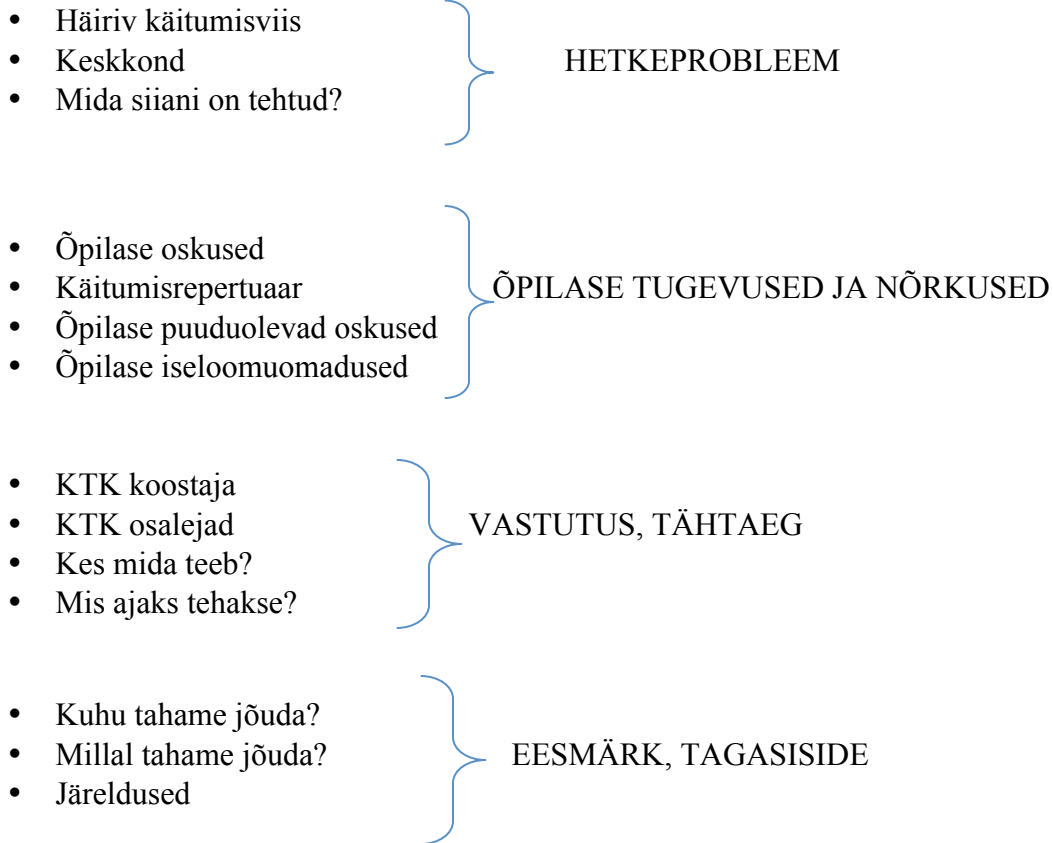 • Häiriv käitumisviis
• Keskkond HETKEPROBLEEM
• Mida siiani on tehtud?
• Õpilase oskused
• Käitumisrepertuaar ÕPILASE TUGEVUSED JA NÕRKUSED
• Õpilase puuduolevad oskused
• Õpilase iseloomuomadused
• KTK koostaja
• KTK osalejad VASTUTUS, TÄHTAEG
• Kes mida teeb?
• Mis ajaks tehakse?
• Kuhu tahame jõuda?
• Millal tahame jõuda? EESMÄRK, TAGASISIDE
• Järeldused